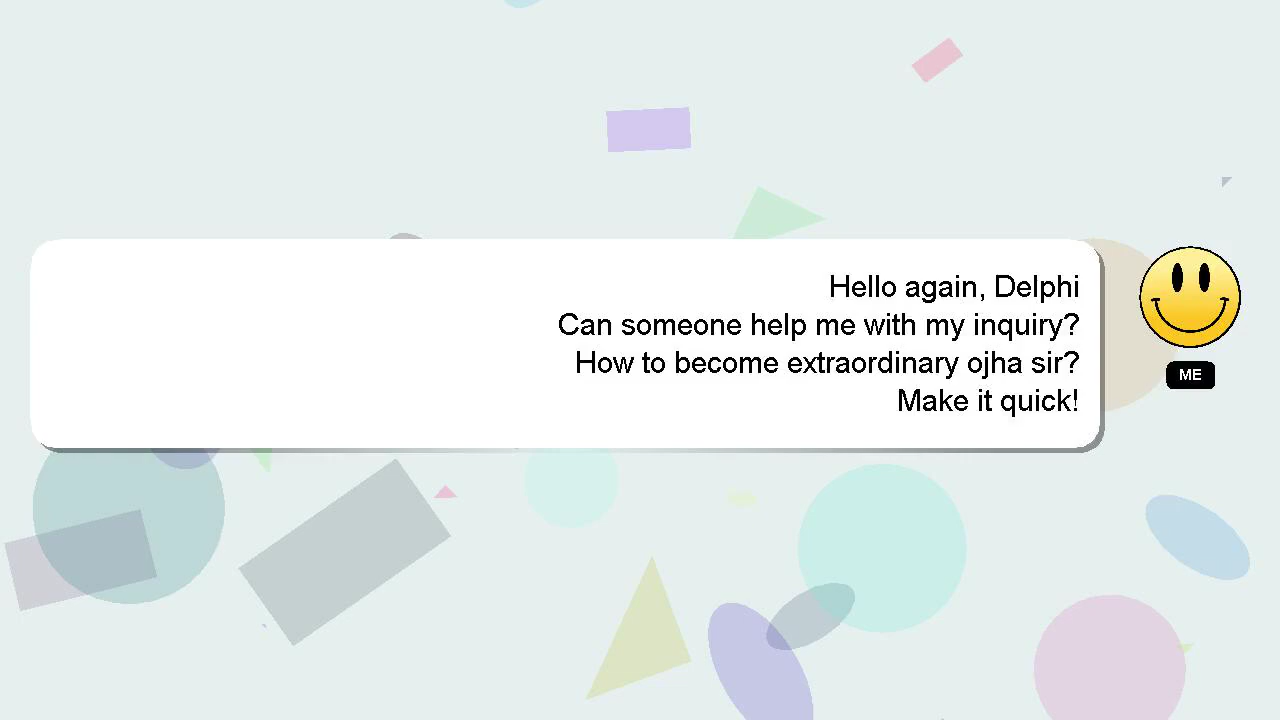 Hello again, Delphi
Can someone help me with my inquiry?
How to become extraordinary ojha sir?
Make it quick!
ME